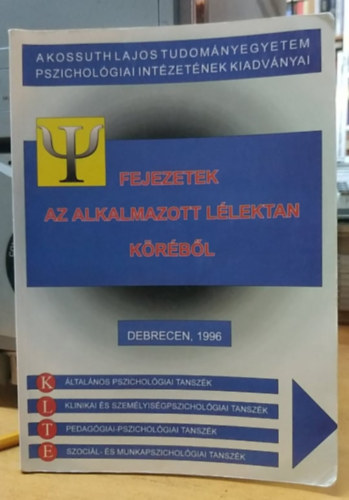 A KOSSUTH LAJOS TUDOMÁNYEGYETEM
PSZICHOLÓGIAI INTÉZETÉNEK KIADVÁNYAI
Ψ
FEJEZETEK
AZ ALKALMAZOTT LÉLEKTAN
KÖRÉBŐL
DEBRECEN, 1996
K ÁLTALÁNOS PSZICHOLÓGIAI TANSZÉK
L KLINIKAI ÉS SZEMÉLYISÉGPSZICHOLÓGIAI TANSZÉK
T PEDAGÓGIAI-PSZICHOLÓGIAI TANSZÉK
E SZOCIÁL- ÉS MUNKAPSZICHOLÓGIAI TANSZÉK